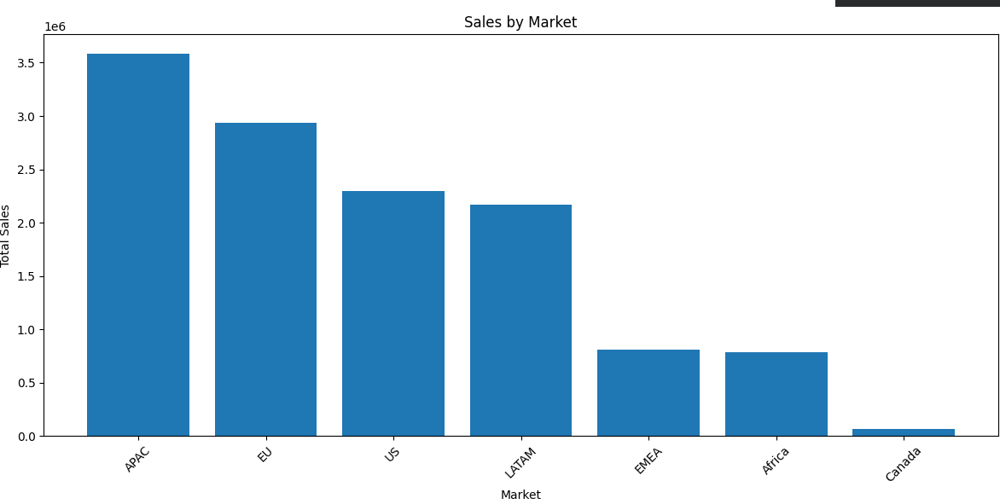 Sales by Market
1e6
3.5
3.0
2.5
2.0
1.5
1.0
0.5
0.0
Total Sales
APAC
EU
US
LATAM
EMEA
Africa
Canada
Market